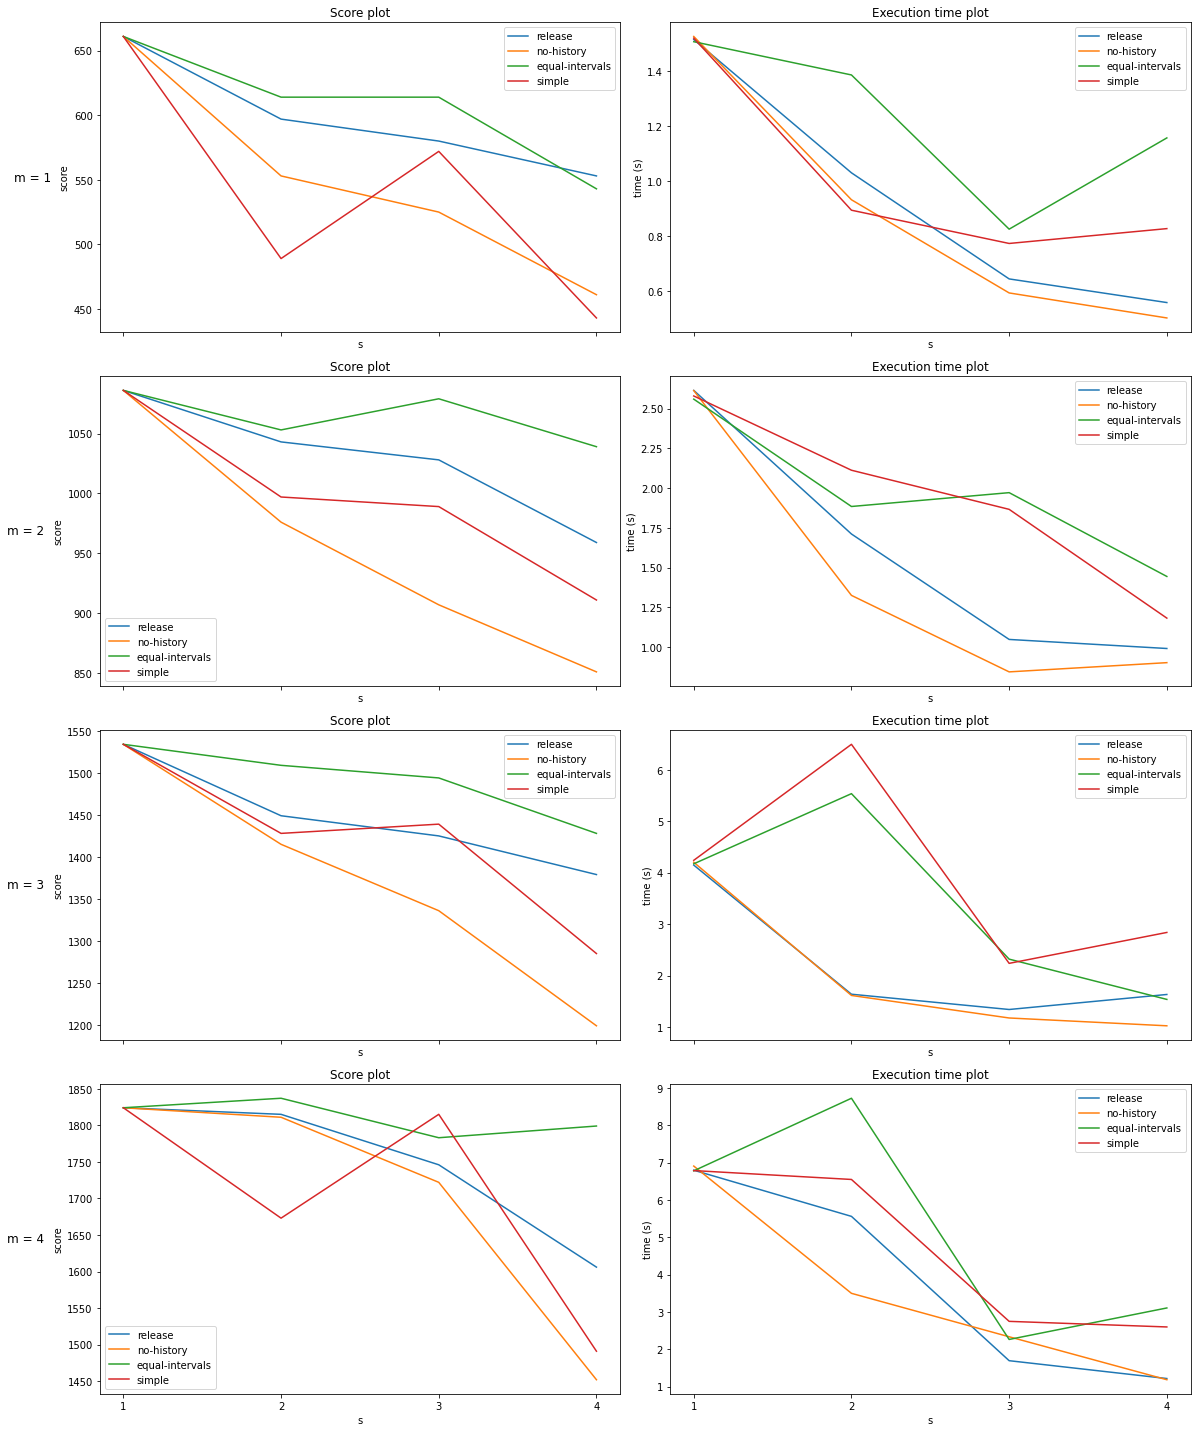 Score plot
650
600
550
500
450
m = 1
score
s
release
no-history
equal-intervals
simple
Execution time plot
1.4
1.2
1.0
0.8
0.6
time (s)
s
release
no-history
equal-intervals
simple
Score plot
1050
1000
950
900
850
m = 2
score
s
release
no-history
equal-intervals
simple
Execution time plot
2.50
2.25
2.00
1.75
1.50
1.25
1.00
time (s)
s
release
no-history
equal-intervals
simple
Score plot
1550
1500
1450
1400
1350
1300
1250
1200
m = 3
score
s
release
no-history
equal-intervals
simple
Execution time plot
6
5
4
3
2
1
time (s)
s
release
no-history
equal-intervals
simple
Score plot
1850
1800
1750
1700
1650
1600
1550
1500
1450
m = 4
score
1 2 3 4
s
release
no-history
equal-intervals
simple
Execution time plot
9
8
7
6
5
4
3
2
1
time (s)
1 2 3 4
s
release
no-history
equal-intervals
simple